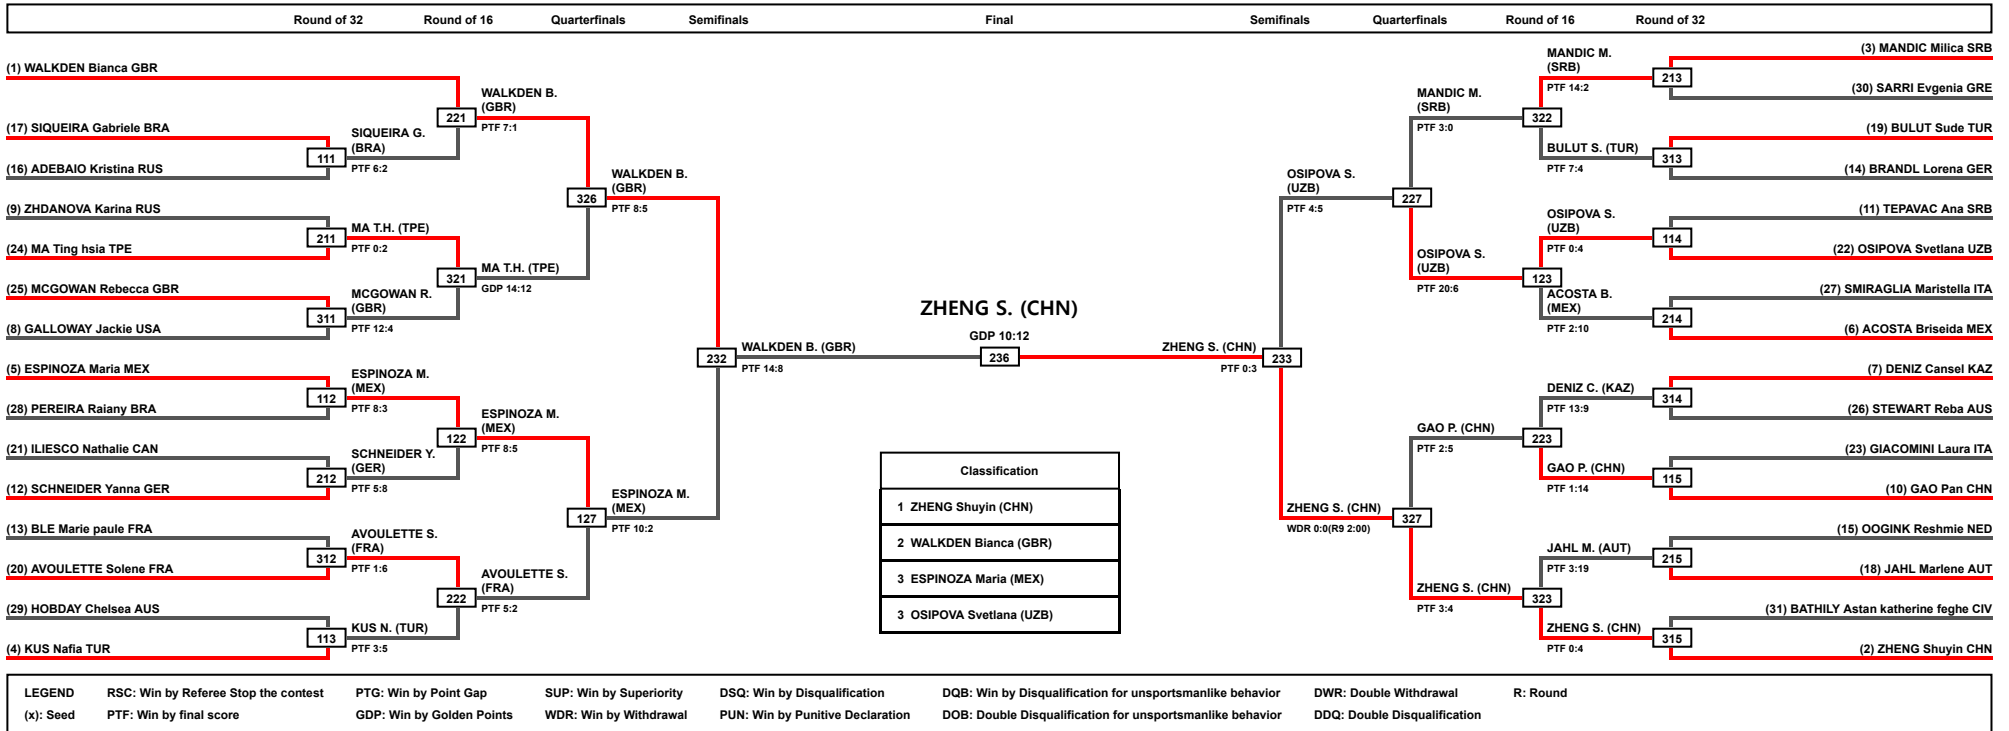 Round of 32 Round of 16 Quarterfinals Semifinals Final Semifinals Quarterfinals Round of 16 Round of 32
(1) WALKDEN Bianca GBR
(17) SIQUEIRA Gabriele BRA
(16) ADEBAIO Kristina RUS
(9) ZHDANOVA Karina RUS
(24) MA Ting hsia TPE
(25) MCGOWAN Rebecca GBR
(8) GALLOWAY Jackie USA
(5) ESPINOZA Maria MEX
(28) PEREIRA Raiany BRA
(21) ILIESCO Nathalie CAN
(12) SCHNEIDER Yanna GER
(13) BLE Marie paule FRA
(20) AVOULETTE Solene FRA
(29) HOBDAY Chelsea AUS
(4) KUS Nafia TUR
111
SIQUEIRA G.
(BRA)
PTF 6:2
211
MA T.H. (TPE)
PTF 0:2
311
MCGOWAN R.
(GBR)
PTF 12:4
112
ESPINOZA M.
(MEX)
PTF 8:3
212
SCHNEIDER Y.
(GER)
PTF 5:8
312
AVOULETTE S.
(FRA)
PTF 1:6
113
KUS N. (TUR)
PTF 3:5
221
WALKDEN B.
(GBR)
PTF 7:1
321
MA T.H. (TPE)
GDP 14:12
122
ESPINOZA M.
(MEX)
PTF 8:5
222
AVOULETTE S.
(FRA)
PTF 5:2
326
WALKDEN B.
(GBR)
PTF 8:5
127
ESPINOZA M.
(MEX)
PTF 10:2
232
WALKDEN B. (GBR)
PTF 14:8
ZHENG S. (CHN)
GDP 10:12
236
Classification
1 ZHENG Shuyin (CHN)
2 WALKDEN Bianca (GBR)
3 ESPINOZA Maria (MEX)
3 OSIPOVA Svetlana (UZB)
ZHENG S. (CHN)
PTF 0:3
233
OSIPOVA S.
(UZB)
PTF 4:5
227
ZHENG S. (CHN)
WDR 0:0(R9 2:00)
327
MANDIC M.
(SRB)
PTF 3:0
322
OSIPOVA S.
(UZB)
PTF 20:6
123
GAO P. (CHN)
PTF 2:5
223
ZHENG S. (CHN)
PTF 3:4
323
MANDIC M.
(SRB)
PTF 14:2
213
BULUT S. (TUR)
PTF 7:4
313
OSIPOVA S.
(UZB)
PTF 0:4
114
ACOSTA B.
(MEX)
PTF 2:10
214
DENIZ C. (KAZ)
PTF 13:9
314
GAO P. (CHN)
PTF 1:14
115
JAHL M. (AUT)
PTF 3:19
215
ZHENG S. (CHN)
PTF 0:4
315
(3) MANDIC Milica SRB
(30) SARRI Evgenia GRE
(19) BULUT Sude TUR
(14) BRANDL Lorena GER
(11) TEPAVAC Ana SRB
(22) OSIPOVA Svetlana UZB
(27) SMIRAGLIA Maristella ITA
(6) ACOSTA Briseida MEX
(7) DENIZ Cansel KAZ
(26) STEWART Reba AUS
(23) GIACOMINI Laura ITA
(10) GAO Pan CHN
(15) OOGINK Reshmie NED
(18) JAHL Marlene AUT
(31) BATHILY Astan katherine feghe CIV
(2) ZHENG Shuyin CHN
LEGEND RSC: Win by Referee Stop the contest PTG: Win by Point Gap SUP: Win by Superiority DSQ: Win by Disqualification DQB: Win by Disqualification for unsportsmanlike behavior DWR: Double Withdrawal R: Round
(x): Seed PTF: Win by final score GDP: Win by Golden Points WDR: Win by Withdrawal PUN: Win by Punitive Declaration DOB: Double Disqualification for unsportsmanlike behavior DDQ: Double Disqualification